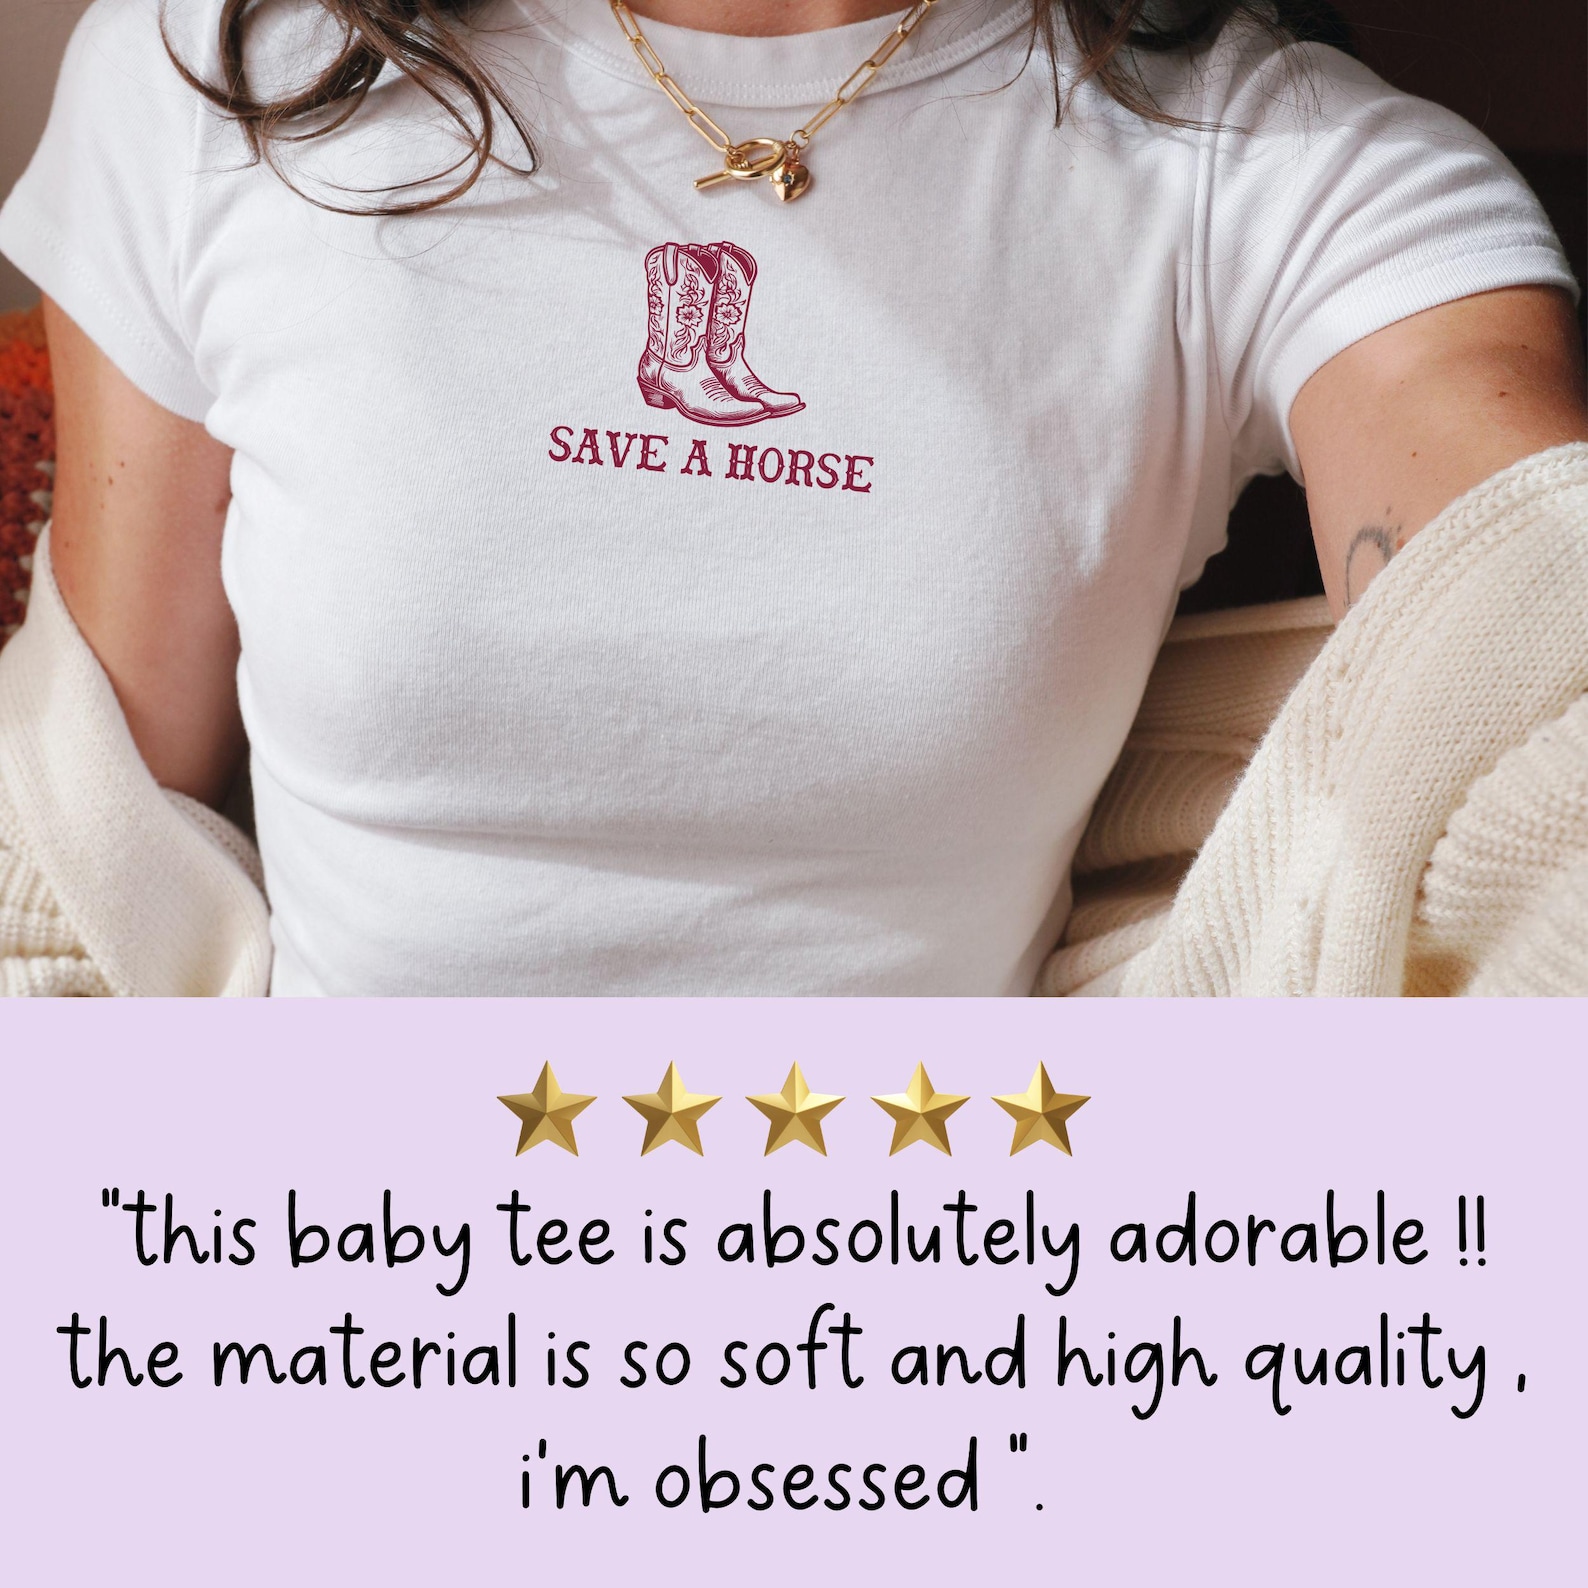 SAVE A HORSE
"this baby tee is absolutely adorable !!
the material is so soft and high quality ,
i'm obsessed ".